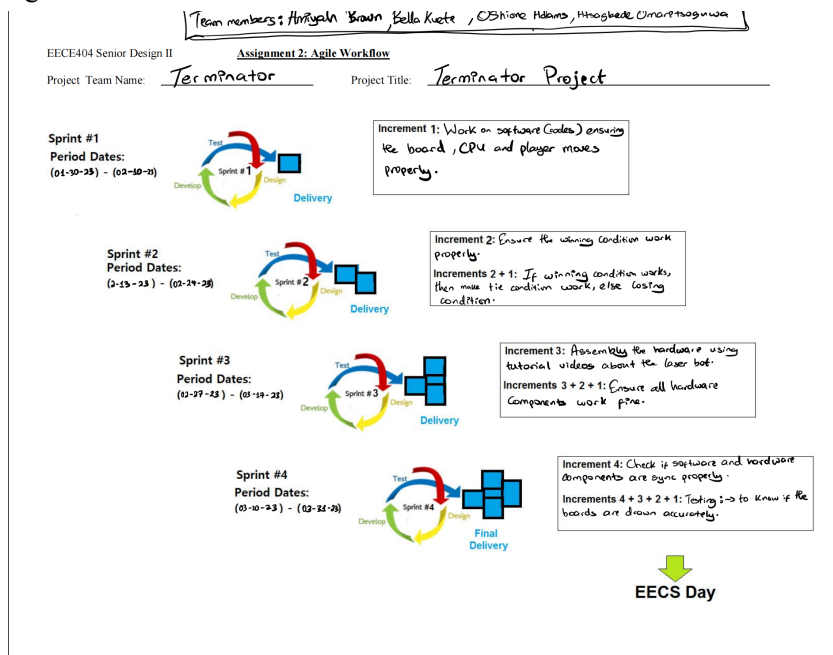 Team members: Amiyah Brown, Bella Kuete, Oshione Adams, Atsagbede Omaretsoguwa
EECE404 Senior Design II Assignment 2: Agile Workflow
Project Team Name: Terminator Project Title: Terminator Project
Sprint #1
Period Dates:
(01-30-23) - (02-10-23)
Test
Sprint # 1
Design
Develop
Delivery
Increment 1: Work on software (codes) ensuring
the board, CPU and player moves
properly.
Sprint #2
Period Dates:
(2-13-23) - (02-24-23)
Test
Sprint # 2
Design
Develop
Delivery
Increment 2: Ensure the winning condition work
properly.
Increments 2 + 1: If winning condition works,
then make tie condition work, else losing
condition.
Sprint #3
Period Dates:
(02-27-23) - (03-17-23)
Test
Sprint # 3
Design
Develop
Delivery
Increment 3: Assembly the hardware using
tutorial videos about the laser bot.
Increments 3 + 2 + 1: Ensure all hardware
Components work fine.
Sprint #4
Period Dates:
(03-20-23) - (03-31-23)
Test
Sprint #4
Design
Develop
Final
Delivery
Increment 4: Check if software and hardware
components are sync properly.
Increments 4 + 3 + 2 + 1: Testing :→ to know if the
boards are drawn accurately.
EECS Day